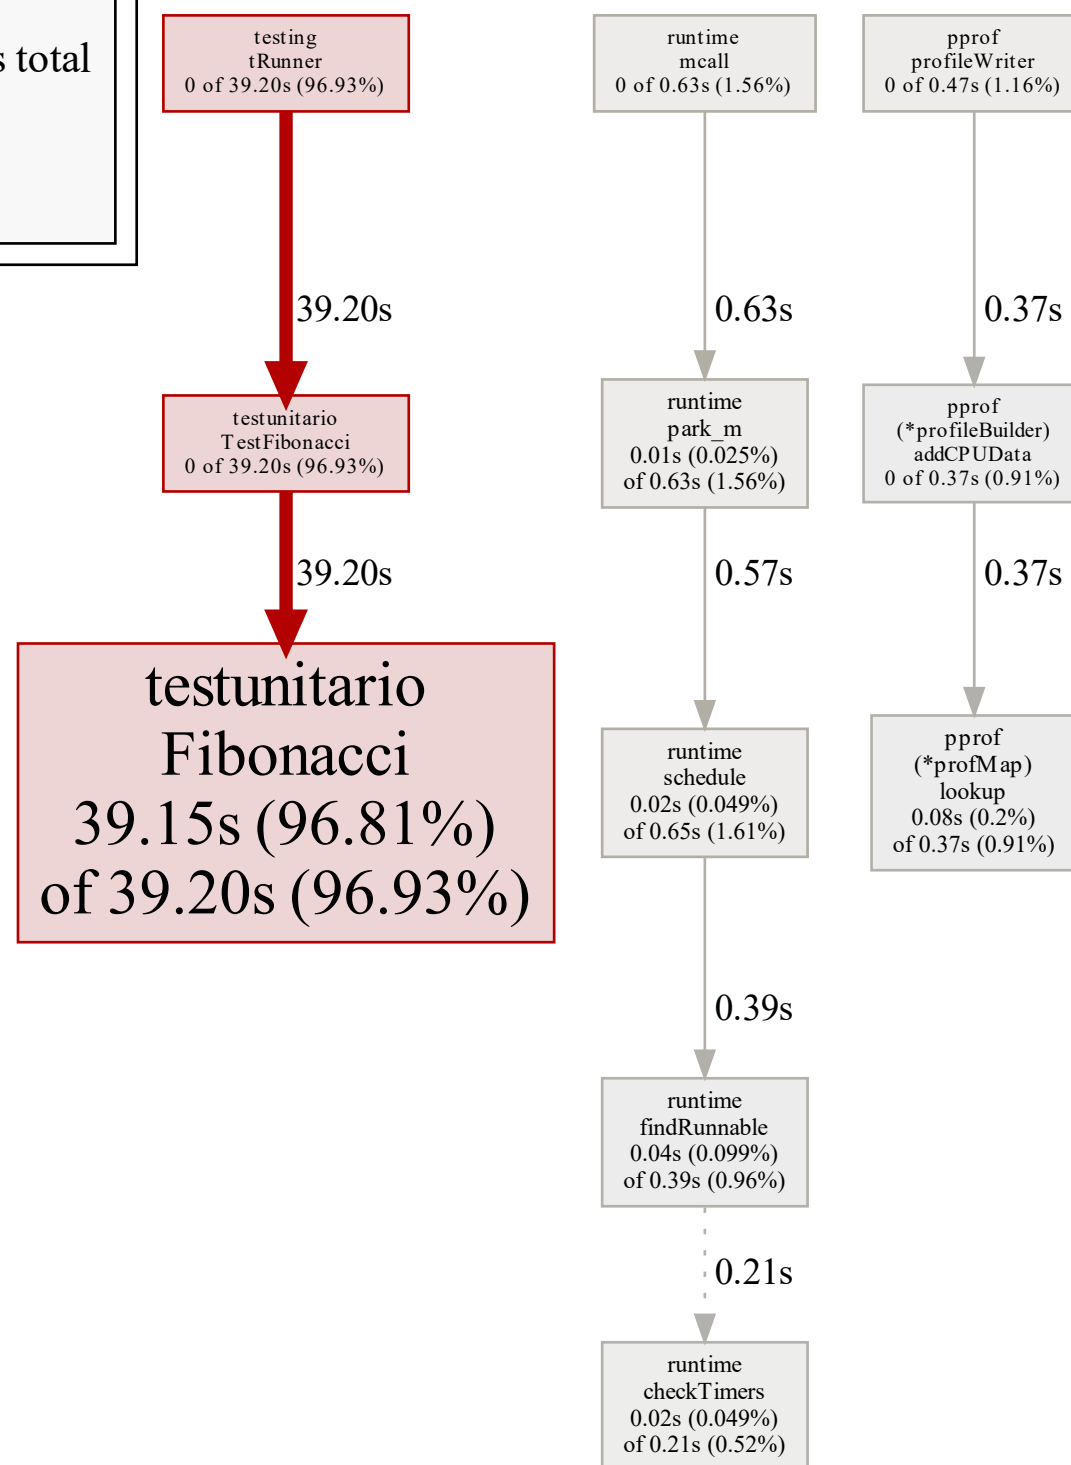 s total
testing
tRunner
0 of 39.20s (96.93%)
39.20s
testunitario
TestFibonacci
0 of 39.20s (96.93%)
39.20s
testunitario
Fibonacci
39.15s (96.81%)
of 39.20s (96.93%)
runtime
mcall
0 of 0.63s (1.56%)
0.63s
runtime
park_m
0.01s (0.025%)
of 0.63s (1.56%)
0.57s
runtime
schedule
0.02s (0.049%)
of 0.65s (1.61%)
0.39s
runtime
findRunnable
0.04s (0.099%)
of 0.39s (0.96%)
0.21s
runtime
checkTimers
0.02s (0.049%)
of 0.21s (0.52%)
pprof
profileWriter
0 of 0.47s (1.16%)
0.37s
pprof
(*profileBuilder)
addCPUData
0 of 0.37s (0.91%)
0.37s
pprof
(*profMap)
lookup
0.08s (0.2%)
of 0.37s (0.91%)